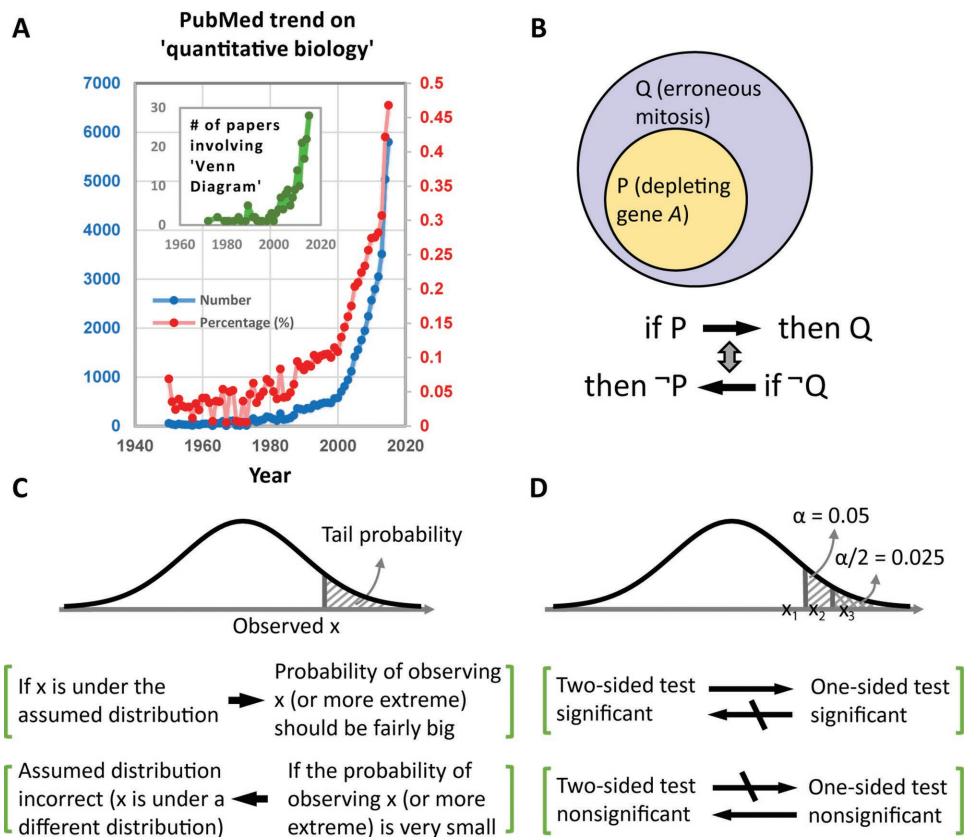 A
PubMed trend on
'quantitative biology'
7000
6000
5000
4000
3000
2000
1000
0
0.5
0.45
0.4
0.35
0.3
0.25
0.2
0.15
0.1
0.05
0
30
20
10
0
1960
1980
2000
2020
# of papers
involving
'Venn
Diagram'
Number
Percentage (%)
1940
1960
1980
2000
2020
Year
B
Q (erroneous
mitosis)
P (depleting
gene A)
if P
then Q
then ¬P
if ¬Q
C
Tail probability
Observed x
If x is under the
assumed distribution
Probability of observing
x (or more extreme)
should be fairly big
Assumed distribution
incorrect (x is under a
different distribution)
If the probability of
observing x (or more
extreme) is very small
D
α = 0.05
α/2 = 0.025
x₁ x₂ x₃
Two-sided test
significant
One-sided test
significant
Two-sided test
nonsignificant
One-sided test
nonsignificant